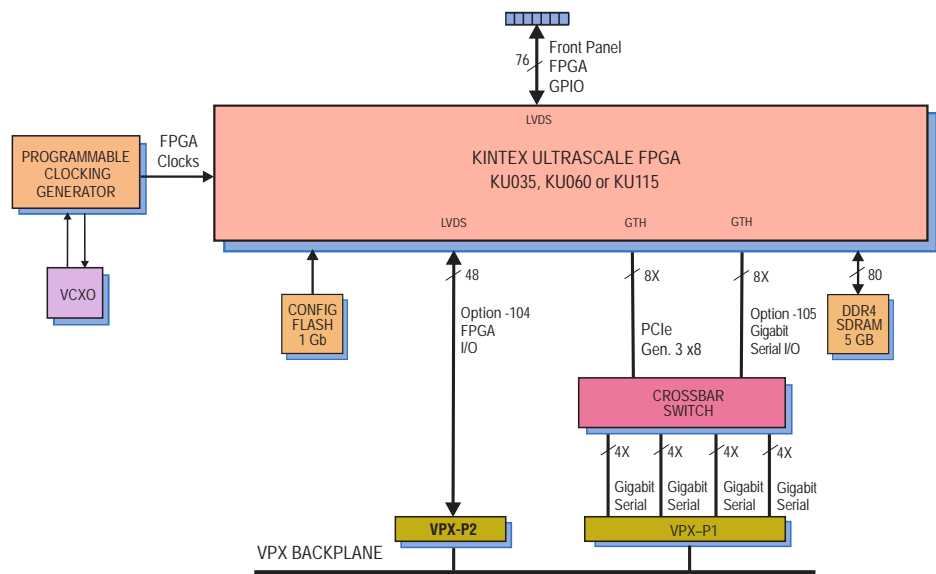 76
Front Panel
FPGA
GPIO
LVDS
KINTEX ULTRASCALE FPGA
KU035, KU060 or KU115
LVDS
GTH
GTH
PROGRAMMABLE
CLOCKING
GENERATOR
FPGA
Clocks
VCXO
CONFIG
FLASH
1 Gb
48
Option -104
FPGA
I/O
8X
PCIe
Gen. 3 x8
8X
Option -105
Gigabit
Serial I/O
80
DDR4
SDRAM
5 GB
CROSSBAR
SWITCH
4X
4X
4X
4X
Gigabit
Serial
Gigabit
Serial
Gigabit
Serial
Gigabit
Serial
VPX-P2
VPX–P1
VPX BACKPLANE